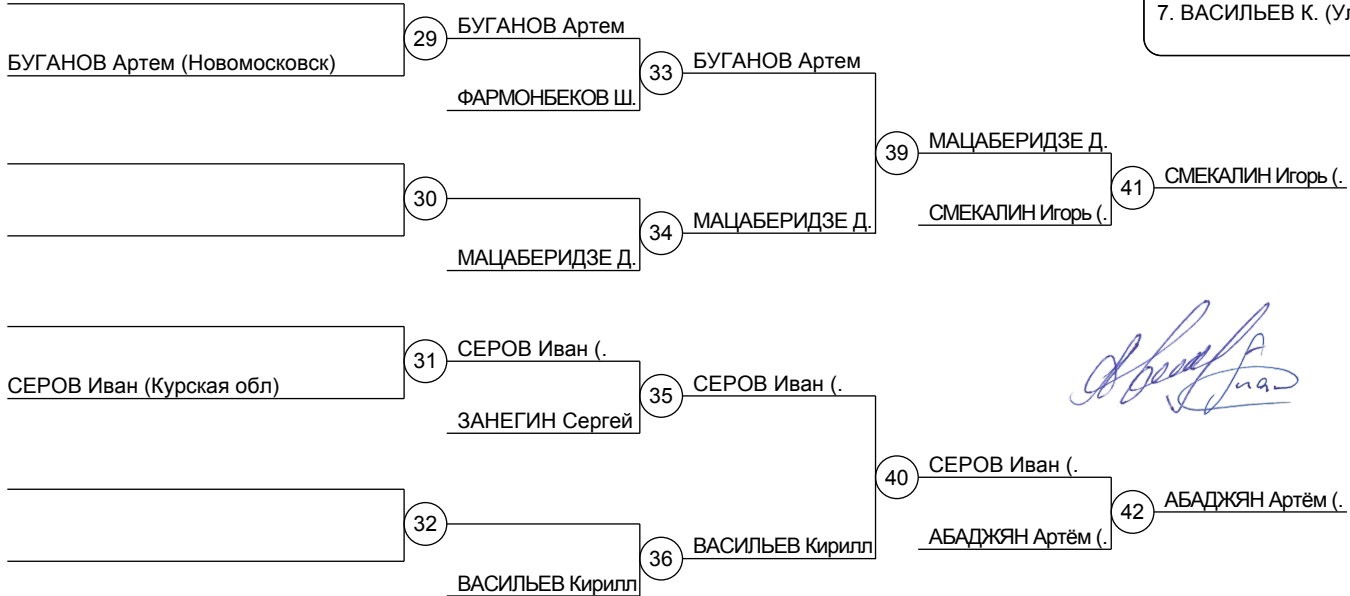 7. ВАСИЛЬЕВ К.
БУГАНОВ Артем
29
БУГАНОВ Артем (Новомосковск)
БУГАНОВ Артем
33
ФАРМОНБЕКОВ Ш.
МАЦАБЕРИДЗЕ Д.
39
СМЕКАЛИН Игорь (.
41
30
СМЕКАЛИН Игорь (.
МАЦАБЕРИДЗЕ Д.
34
МАЦАБЕРИДЗЕ Д.
СЕРОВ Иван (.
31
СЕРОВ Иван (Курская обл)
СЕРОВ Иван (.
35
ЗАНЕГИН Сергей
СЕРОВ Иван (.
40
АБАДЖЯН Артём (.
42
32
АБАДЖЯН Артём (.
ВАСИЛЬЕВ Кирилл
36
ВАСИЛЬЕВ Кирилл